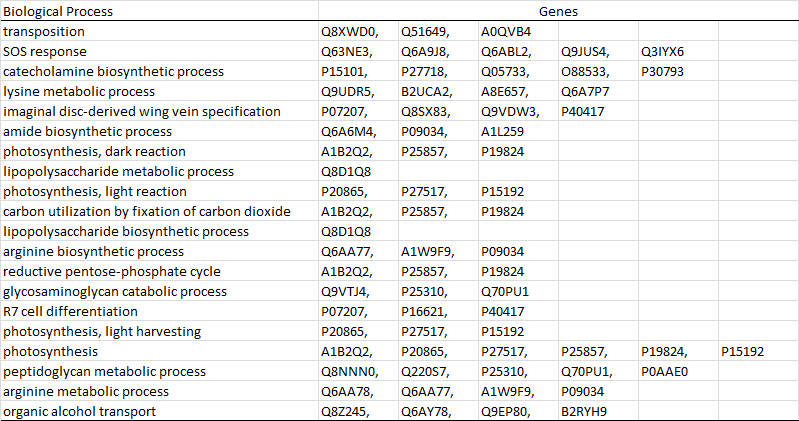 Biological Process Genes
transposition Q8XWD0, Q51649, A0QVB4
SOS response Q63NE3, Q6A9J8, Q6ABL2, Q9JUS4, Q3IYX6
catecholamine biosynthetic process P15101, P27718, Q05733, O88533, P30793
lysine metabolic process Q9UDR5, B2UCA2, A8E657, Q6A7P7
imaginal disc-derived wing vein specification P07207, Q8SX83, Q9VDW3, P40417
amide biosynthetic process Q6A6M4, P09034, A1L259
photosynthesis, dark reaction A1B2Q2, P25857, P19824
lipopolysaccharide metabolic process Q8D1Q8
photosynthesis, light reaction P20865, P27517, P15192
carbon utilization by fixation of carbon dioxide A1B2Q2, P25857, P19824
lipopolysaccharide biosynthetic process Q8D1Q8
arginine biosynthetic process Q6AA77, A1W9F9, P09034
reductive pentose-phosphate cycle A1B2Q2, P25857, P19824
glycosaminoglycan catabolic process Q9VTJ4, P25310, Q70PU1
R7 cell differentiation P07207, P16621, P40417
photosynthesis, light harvesting P20865, P27517, P15192
photosynthesis A1B2Q2, P20865, P27517, P25857, P19824, P15192
peptidoglycan metabolic process Q8NNN0, Q220S7, P25310, Q70PU1, P0AAE0
arginine metabolic process Q6AA78, Q6AA77, A1W9F9, P09034
organic alcohol transport Q8Z245, Q6AY78, Q9EP80, B2RYH9